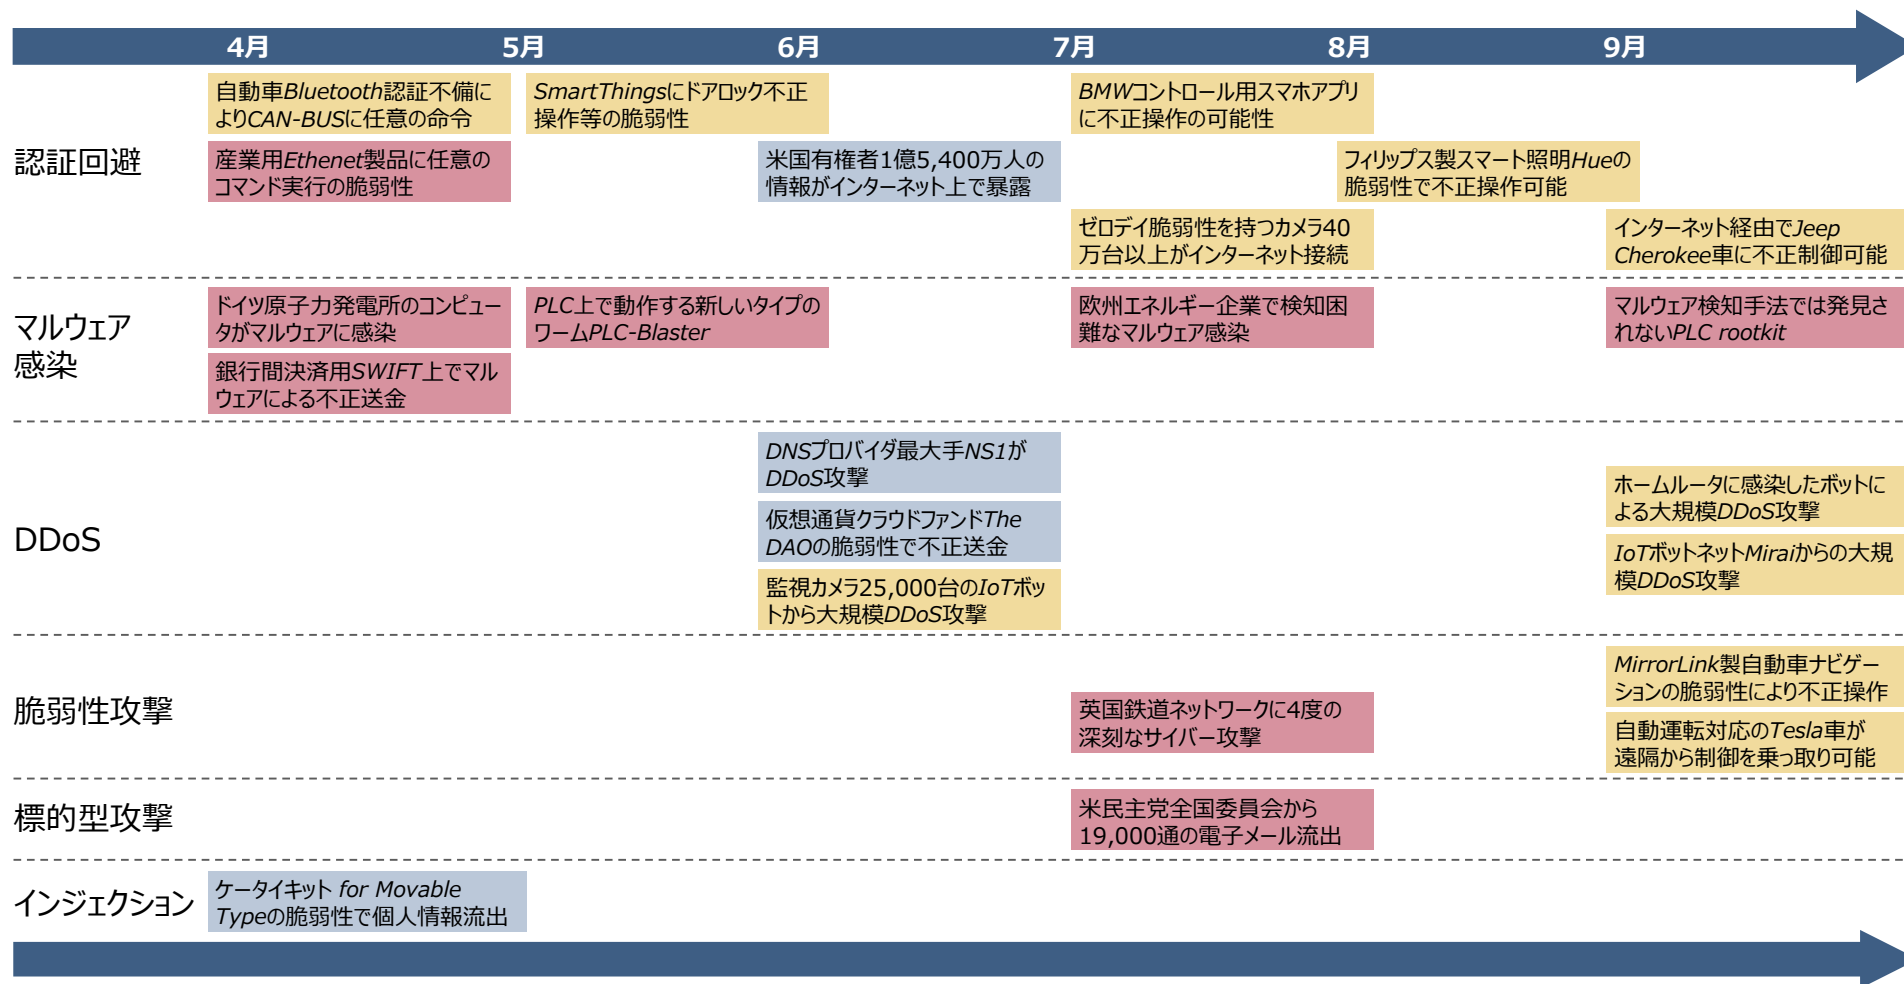 4月 5月 6月 7月 8月 9月
認証回避
自動車Bluetooth認証不備に
よりCAN-BUSに任意の命令
SmartThingsにドアロック不正
操作等の脆弱性
BMWコントロール用スマホアプリ
に不正操作の可能性
産業用Ethenet製品に任意の
コマンド実行の脆弱性
米国有権者1億5,400万人の
情報がインターネット上で暴露
フィリップス製スマート照明Hueの
脆弱性で不正操作可能
ゼロデイ脆弱性を持つカメラ40
万台以上がインターネット接続
インターネット経由でJeep
Cherokee車に不正制御可能
マルウェア
感染
ドイツ原子力発電所のコンピュー
タがマルウェアに感染
PLC上で動作する新しいタイプの
ワームPLC-Blaster
欧州エネルギー企業で検知困
難なマルウェア感染
マルウェア検知手法では発見さ
れないPLC rootkit
銀行間決済用SWIFT上でマル
ウェアによる不正送金
DDoS
DNSプロバイダ最大手NS1が
DDoS攻撃
仮想通貨クラウドファンドThe
DAOの脆弱性で不正送金
監視カメラ25,000台のIoTボッ
トから大規模DDoS攻撃
ホームルータに感染したボットに
よる大規模DDoS攻撃
IoTボットネットMiraiからの大規
模DDoS攻撃
脆弱性攻撃
英国鉄道ネットワークに4度の
深刻なサイバー攻撃
MirrorLink製自動車ナビゲー
ションの脆弱性により不正操作
自動運転対応のTesla車が
遠隔から制御を乗っ取り可能
標的型攻撃
米民主党全国委員会から
19,000通の電子メール流出
インジェクション
ケータイキット for Movable
Typeの脆弱性で個人情報流出